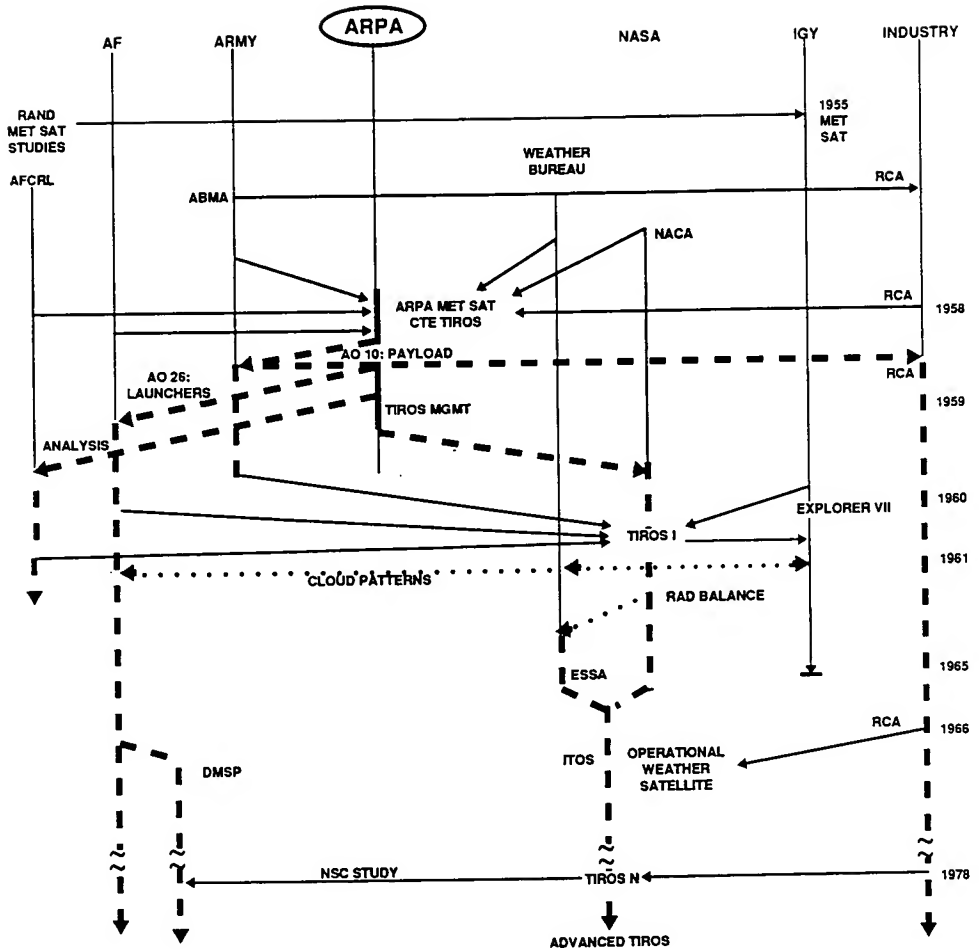 AF
ARMY
ARPA
NASA
IGY
INDUSTRY
RAND
MET SAT
STUDIES
1955
MET
SAT
WEATHER
BUREAU
AFCRL
ABMA
RCA
NACA
ARPA MET SAT
CTE TIROS
RCA
1958
AO 10: PAYLOAD
RCA
AO 26:
LAUNCHERS
TIROS MGMT
1959
ANALYSIS
1960
EXPLORER VII
TIROS I
1961
CLOUD PATTERNS
RAD BALANCE
ESSA
1965
RCA
1966
ITOS
OPERATIONAL
WEATHER
SATELLITE
DMSP
NSC STUDY
TIROS N
1978
ADVANCED TIROS